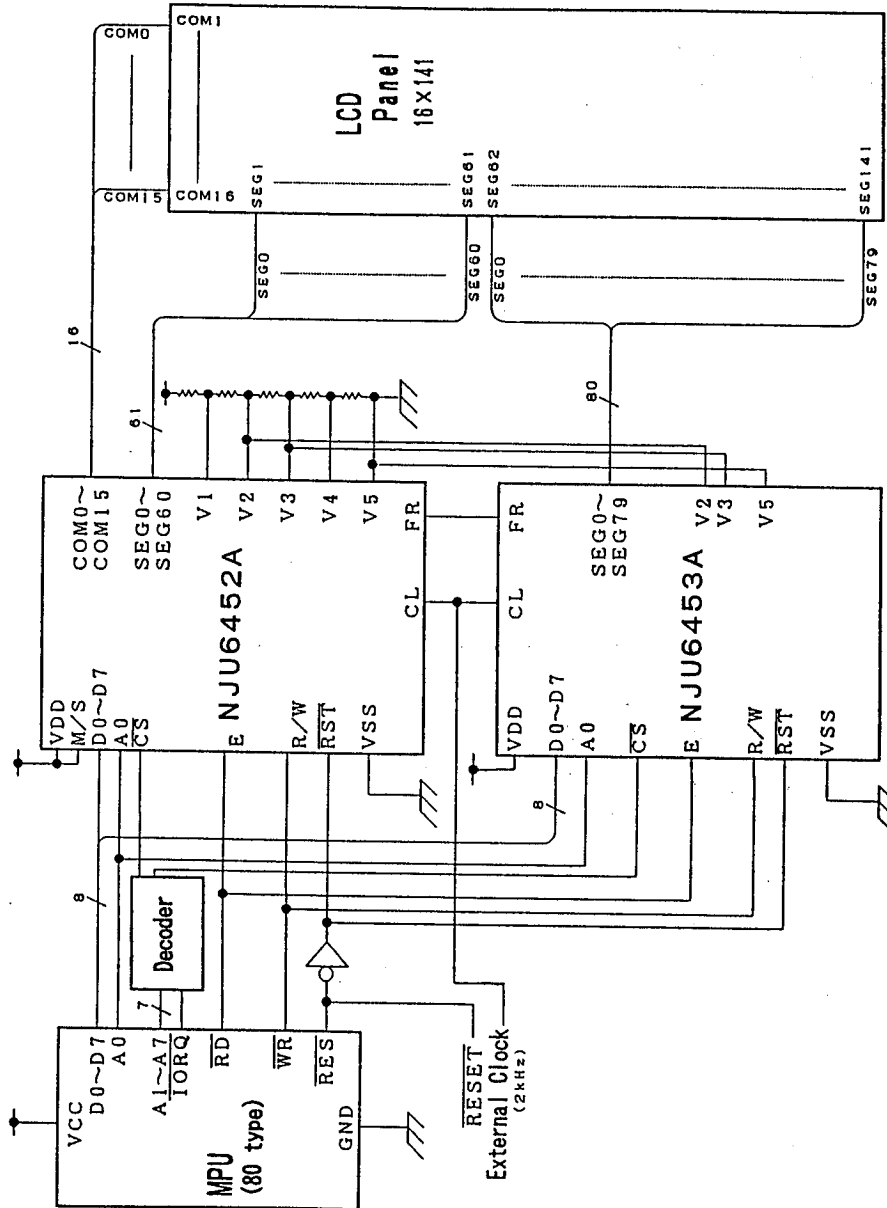 MPU
(80 type)
VCC
D0~D7
A0
A1~A7
IORQ
RD
WR
RES
GND
8
7
Decoder
RESET
External Clock
(2kHz)
NJU6452A
VDD
M/S
D0~D7
A0
CS
E
R/W
RST
VSS
COM0~
COM15
SEG0~
SEG60
V1
V2
V3
V4
V5
FR
CL
16
61
NJU6453A
VDD
D0~D7
8
A0
CS
E
R/W
RST
VSS
CL
FR
SEG0~
SEG79
V2
V3
V5
80
COM0
COM15
SEG0
SEG60
SEG0
SEG79
LCD
Panel
16×141
COM1
COM16
SEG1
SEG61
SEG62
SEG141